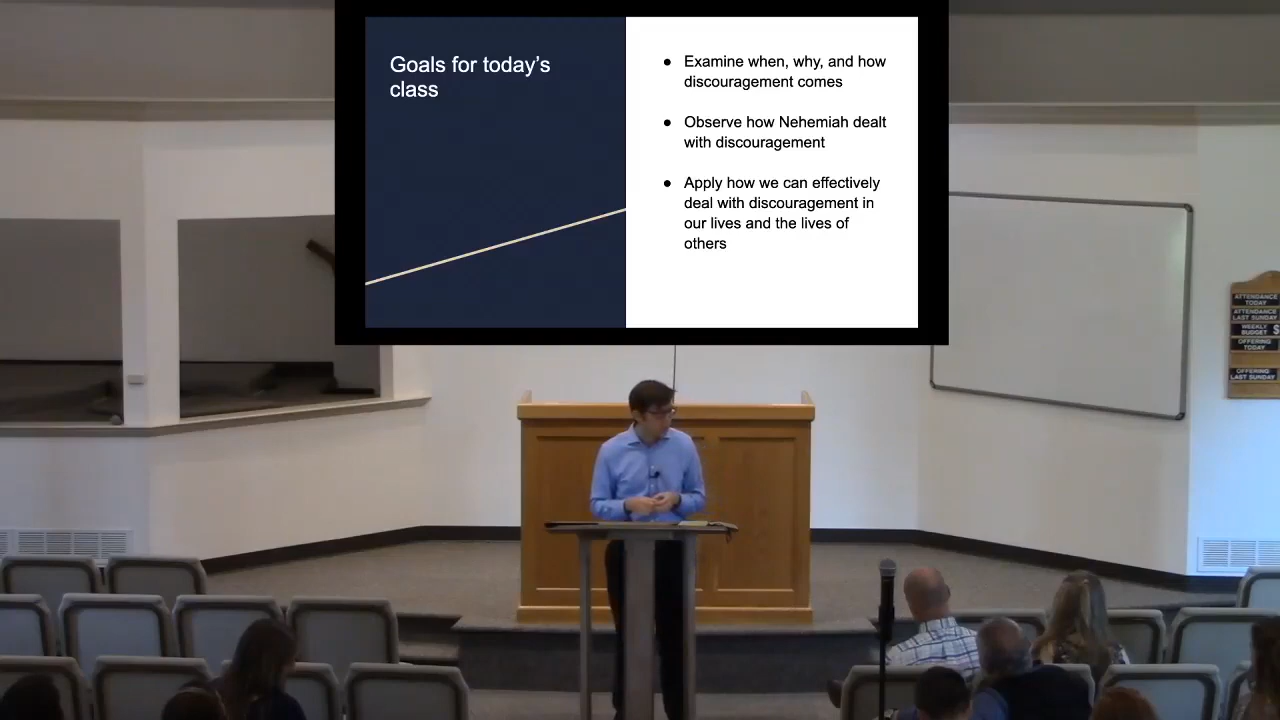 Goals for today's
class
● Examine when, why, and how
discouragement comes
● Observe how Nehemiah dealt
with discouragement
● Apply how we can effectively
deal with discouragement in
our lives and the lives of
others
ATTENDANCE
TODAY
ATTENDANCE
LAST SUNDAY
WEEKLY
BUDGET $
OFFERING
TODAY
OFFERING
LAST SUNDAY